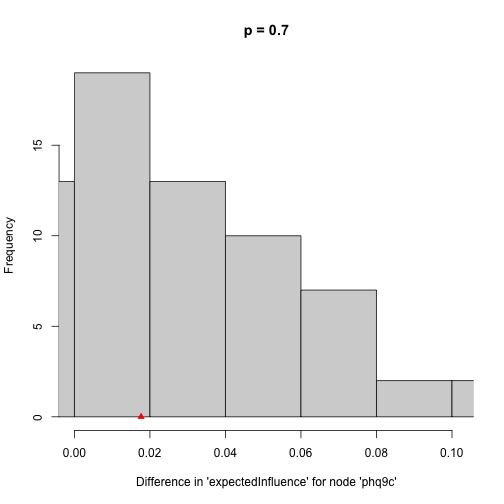 p = 0.7
Frequency
15
10
5
0
0.00 0.02 0.04 0.06 0.08 0.10
Difference in 'expectedInfluence' for node 'phq9c'